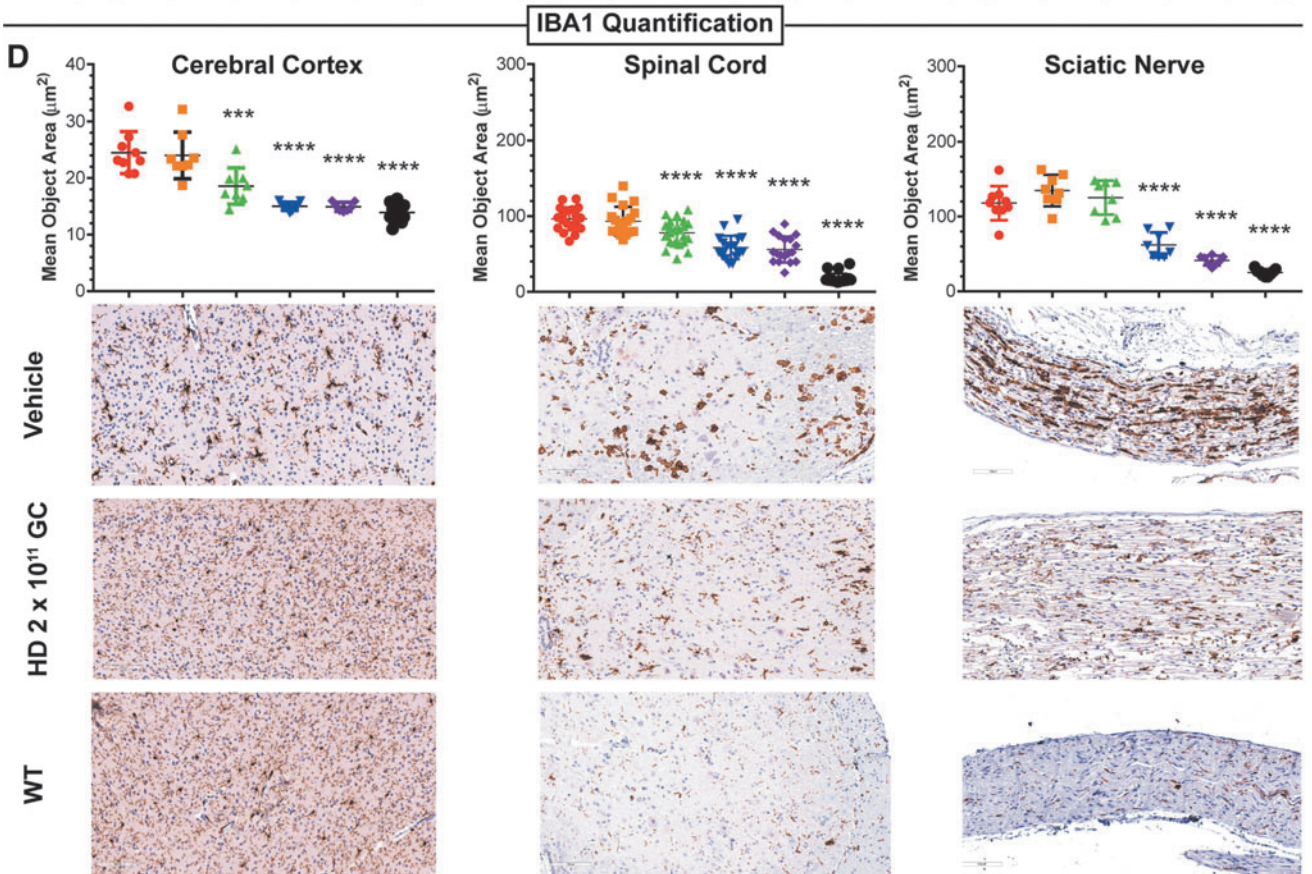 IBA1 Quantification
D
Cerebral Cortex
Mean Object Area (μm²)
40
30
20
10
0
***
****
****
****
Spinal Cord
Mean Object Area (μm²)
300
200
100
0
****
****
****
****
Sciatic Nerve
Mean Object Area (μm²)
300
200
100
0
****
****
****
Vehicle
HD 2 x 10¹¹ GC
WT